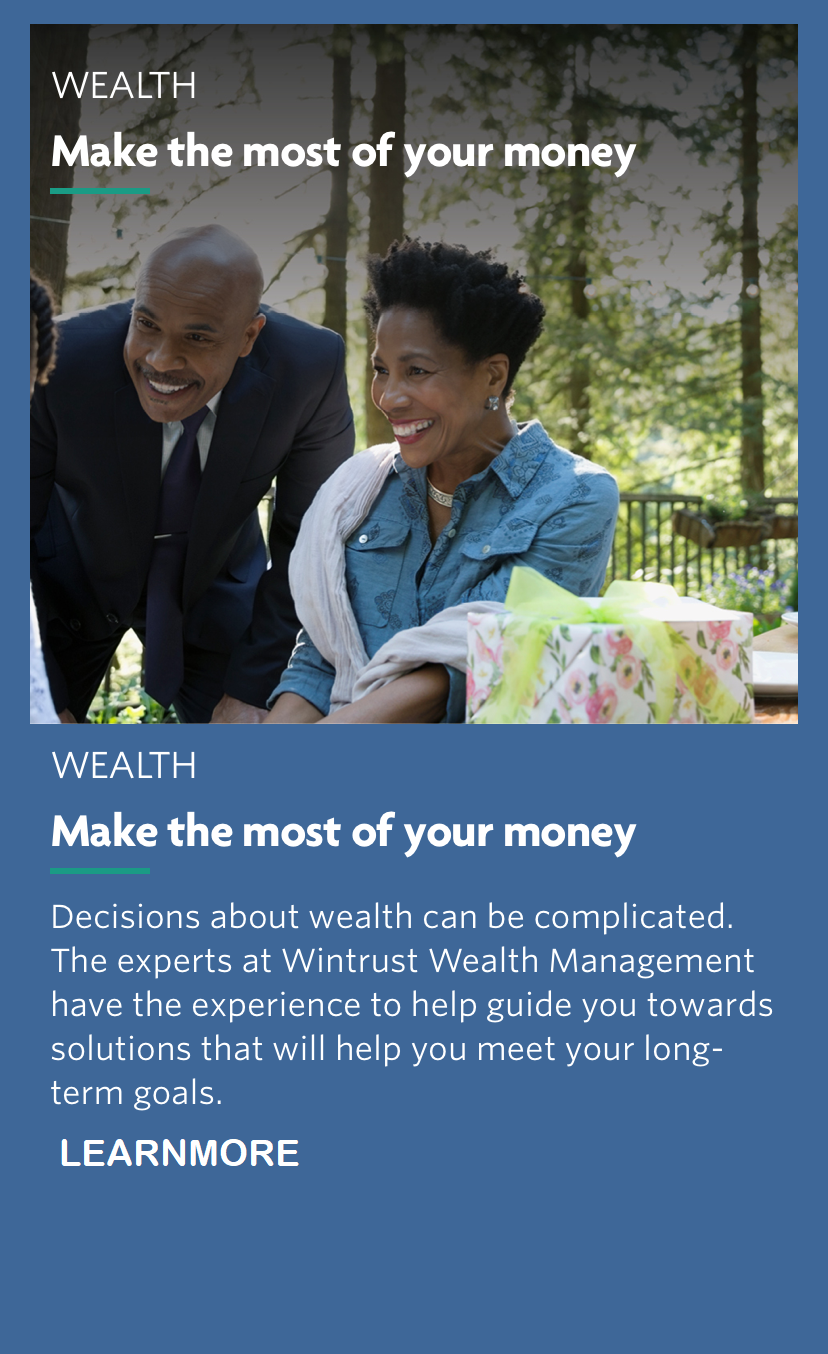 WEALTH
Make the most of your money
WEALTH
Make the most of your money
Decisions about wealth can be complicated.
The experts at Wintrust Wealth Management
have the experience to help guide you towards
solutions that will help you meet your long-
term goals.
LEARNMORE